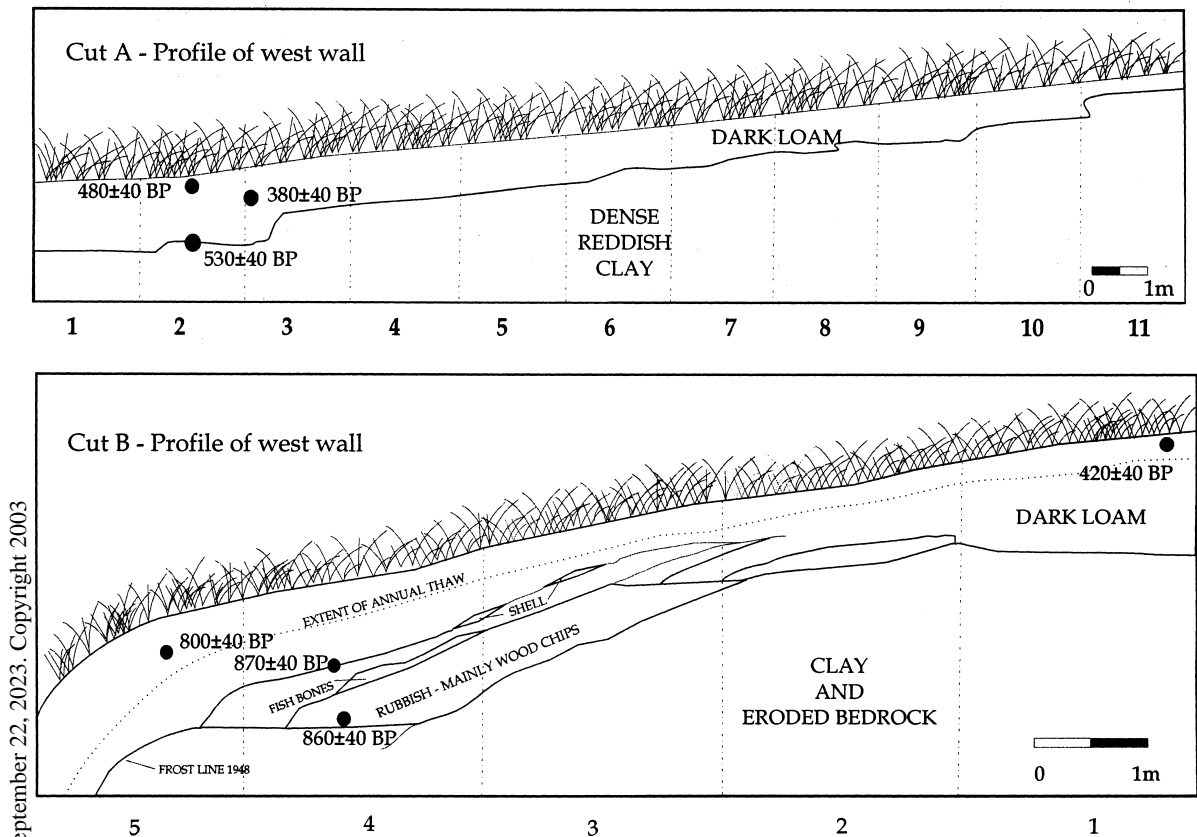 Cut A - Profile of west wall
DARK LOAM
480±40 BP
380±40 BP
530±40 BP
DENSE
REDDISH
CLAY
0 1m
1 2 3 4 5 6 7 8 9 10 11
Cut B - Profile of west wall
420±40 BP
DARK LOAM
EXTENT OF ANNUAL THAW
SHELL
800±40 BP
870±40 BP
FISH BONES
RUBBISH - MAINLY WOOD CHIPS
860±40 BP
CLAY
AND
ERODED BEDROCK
FROST LINE 1948
0 1m
5 4 3 2 1
eptember 22, 2023. Copyright 2003